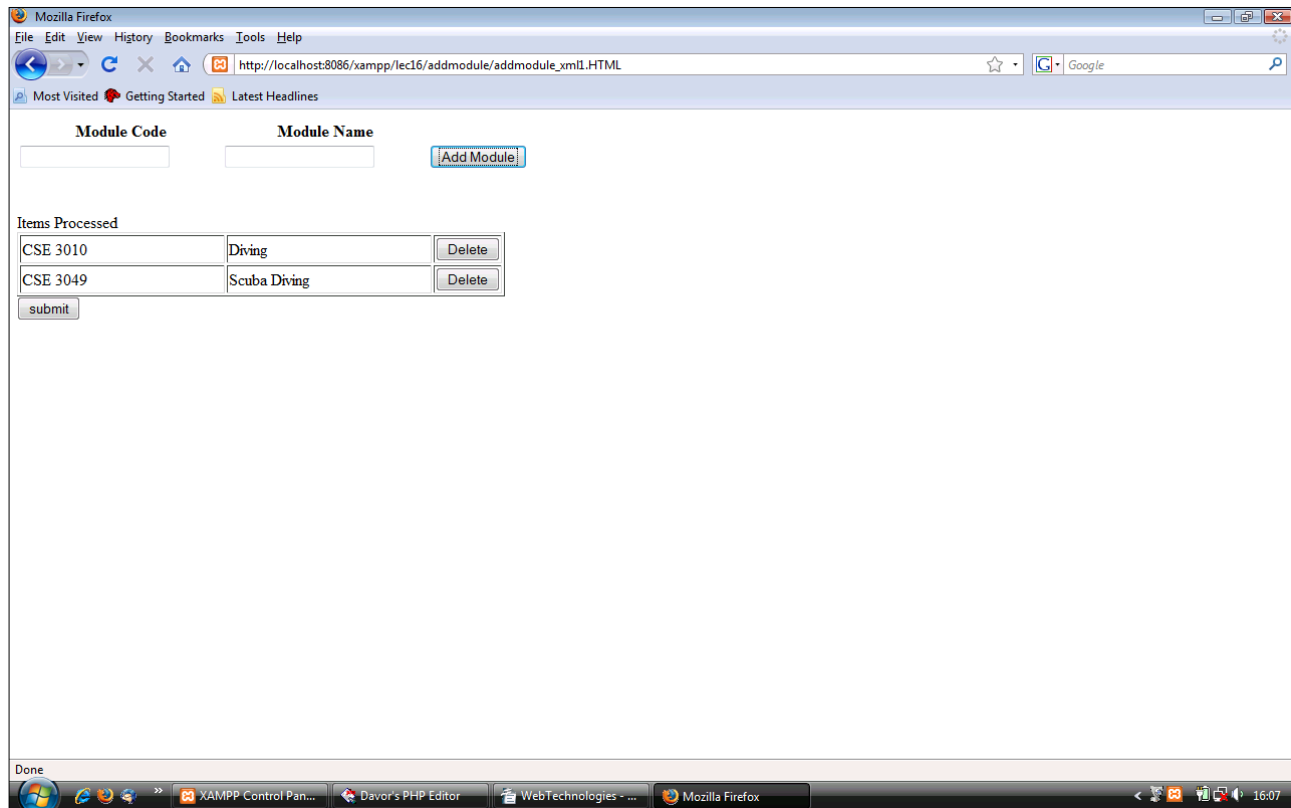 Mozilla Firefox
File Edit View History Bookmarks Tools Help
http://localhost:8086/xampp/lec16/addmodule/addmodule_xml1.HTML
G Google
Most Visited Getting Started Latest Headlines
Module Code Module Name
Add Module
Items Processed
CSE 3010 Diving Delete
CSE 3049 Scuba Diving Delete
submit
Done
» XAMPP Control Pan... Davor's PHP Editor WebTechnologies - ... Mozilla Firefox < 16:07